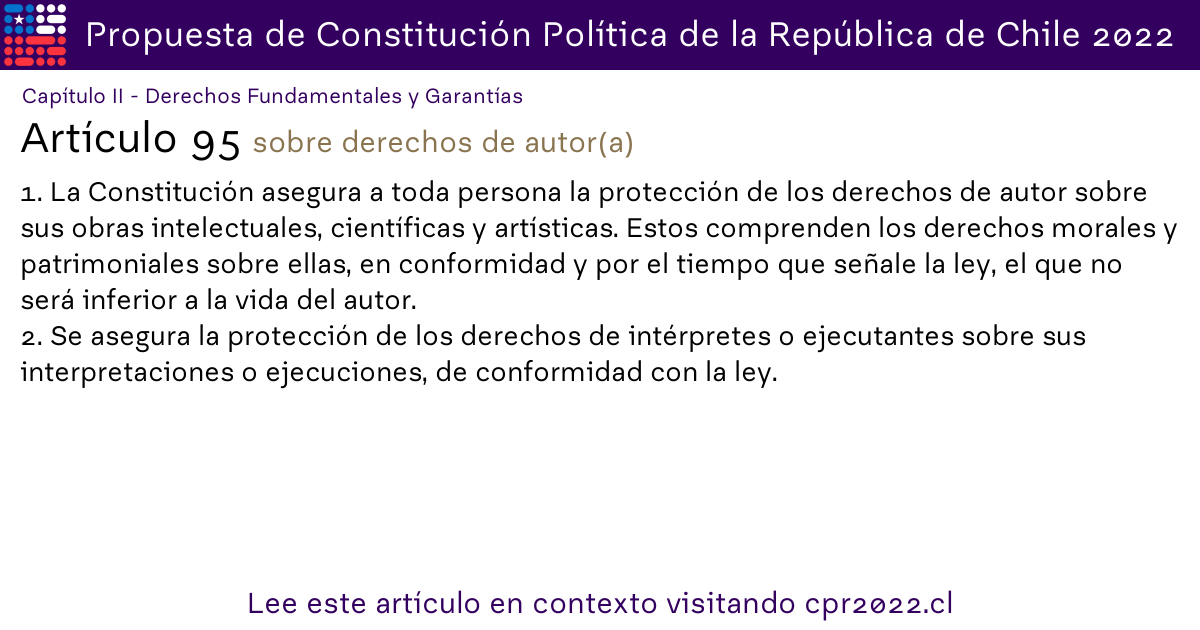 Propuesta de Constitución Política de la República de Chile 2022
Capítulo II - Derechos Fundamentales y Garantías
Artículo 95 sobre derechos de autor(a)
1. La Constitución asegura a toda persona la protección de los derechos de autor sobre
sus obras intelectuales, científicas y artísticas. Estos comprenden los derechos morales y
patrimoniales sobre ellas, en conformidad y por el tiempo que señale la ley, el que no
será inferior a la vida del autor.
2. Se asegura la protección de los derechos de intérpretes o ejecutantes sobre sus
interpretaciones o ejecuciones, de conformidad con la ley.
Lee este artículo en contexto visitando cpr2022.cl